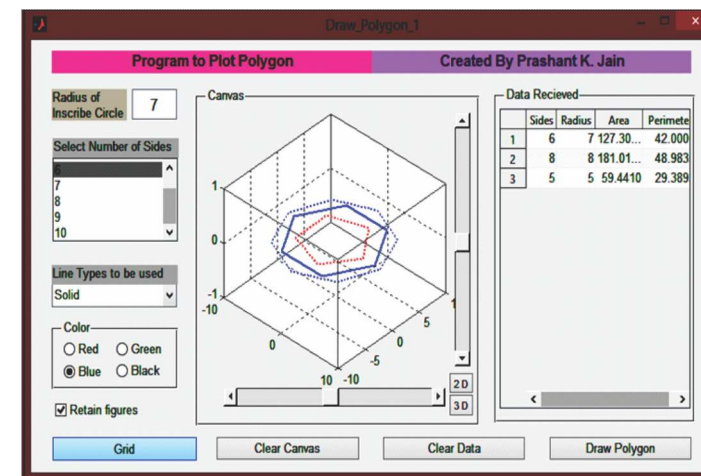 Draw_Polygon_1
Program to Plot Polygon
Created By Prashant K. Jain
Radius of
Inscribe Circle
7
Select Number of Sides
6
7
8
9
10
Line Types to be used
Solid
Color
Red Green
Blue Black
Retain figures
Canvas
1
0
-1
-10
0
10
-10
-5
0
5
2 D
3 D
Data Recieved
Sides Radius Area Perimete
1 6 7 127.30... 42.000
2 8 8 181.01... 48.983
3 5 5 59.4410 29.389
Grid
Clear Canvas
Clear Data
Draw Polygon